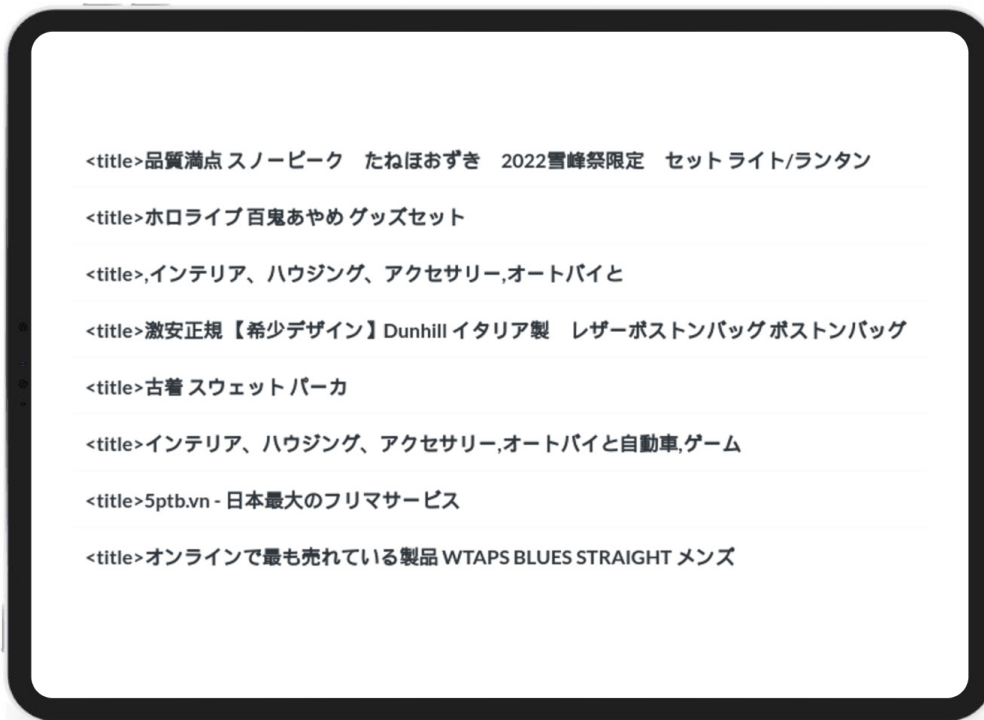 <title>品質満点 スノーピーク　たねほおずき　2022雪峰祭限定　セット ライト/ランタン
<title>ホロライブ 百鬼あやめ グッズセット
<title>,インテリア、ハウジング、アクセサリー,オートバイと
<title>激安正規 【希少デザイン】Dunhill イタリア製　レザーボストンバッグ ボストンバッグ
<title>古着 スウェット パーカ
<title>インテリア、ハウジング、アクセサリー,オートバイと自動車,ゲーム
<title>5ptb.vn - 日本最大のフリマサービス
<title>オンラインで最も売れている製品 WTAPS BLUES STRAIGHT メンズ